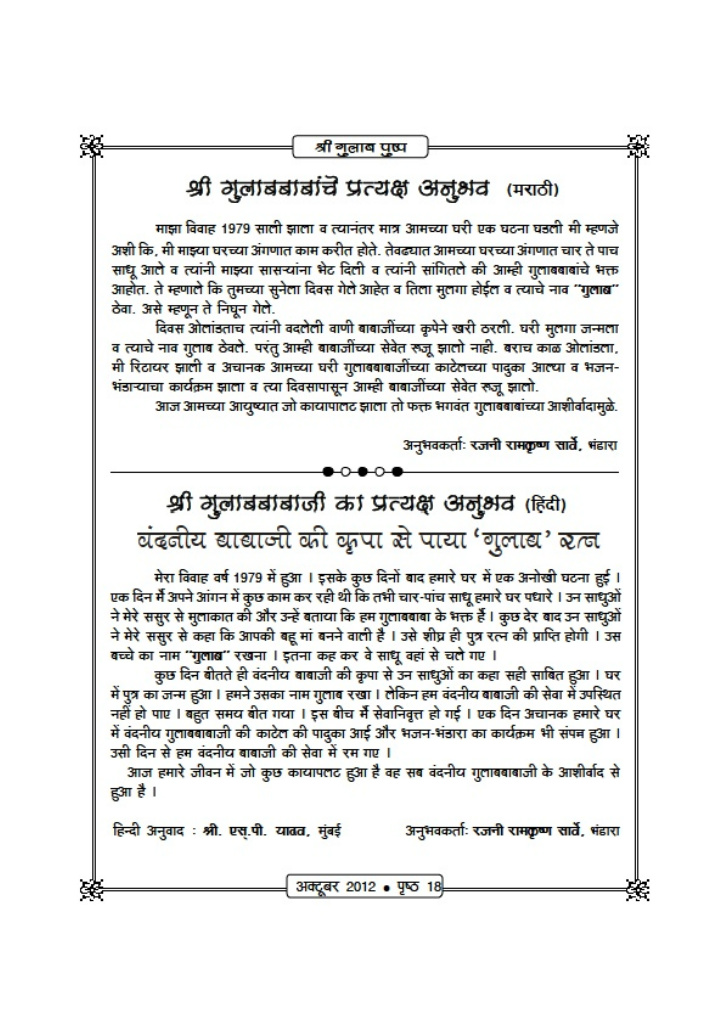 श्री गुलाब पुष्प
श्री गुलाबबाबांचे प्रत्यक्ष अनुभव (मराठी)
माझा विवाह 1979 साली झाला व त्यानंतर मात्र आमच्या घरी एक घटना घडली मी म्हणजे
अशी कि, मी माझ्या घरच्या अंगणात काम करीत होते. तेवढ्यात आमच्या घरच्या अंगणात चार ते पाच
साधू आले व त्यांनी माझ्या सासऱ्यांना भेट दिली व त्यांनी सांगितले की आम्ही गुलाबबाबांचे भक्त
आहोत. ते म्हणाले कि तुमच्या सुनेला दिवस गेले आहेत व तिला मुलगा होईल व त्याचे नाव “गुलाब”
ठेवा. असे म्हणून ते निघून गेले.
दिवस ओलांडताच त्यांनी वदलेली वाणी बाबाजींच्या कृपेने खरी ठरली. घरी मुलगा जन्मला
व त्याचे नाव गुलाब ठेवले. परंतु आम्ही बाबाजींच्या सेवेत रुजू झालो नाही. बराच काळ ओलांडला,
मी रिटायर झाली व अचानक आमच्या घरी गुलाबबाबाजींच्या काटेलच्या पादुका आल्या व भजन-
भंडाऱ्याचा कार्यक्रम झाला व त्या दिवसापासून आम्ही बाबाजींच्या सेवेत रुजू झालो.
आज आमच्या आयुष्यात जो कायापालट झाला तो फक्त भगवंत गुलाबबाबांच्या आशीर्वादामुळे.
अनुभवकर्ताः रजनी रामकृष्ण सार्वे, भंडारा
श्री गुलाबबाबाजी का प्रत्यक्ष अनुभव (हिंदी)
वंदनीय बाबाजी की कृपा से पाया ‘गुलाब’ रत्न
मेरा विवाह वर्ष 1979 में हुआ । इसके कुछ दिनों बाद हमारे घर में एक अनोखी घटना हुई ।
एक दिन मैं अपने आंगन में कुछ काम कर रही थी कि तभी चार-पांच साधू हमारे घर पधारे । उन साधुओं
ने मेरे ससुर से मुलाकात की और उन्हें बताया कि हम गुलाबबाबा के भक्त हैं । कुछ देर बाद उन साधुओं
ने मेरे ससुर से कहा कि आपकी बहू मां बनने वाली है । उसे शीघ्र ही पुत्र रत्न की प्राप्ति होगी । उस
बच्चे का नाम “गुलाब” रखना । इतना कह कर वे साधू वहां से चले गए ।
कुछ दिन बीतते ही वंदनीय बाबाजी की कृपा से उन साधुओं का कहा सही साबित हुआ । घर
में पुत्र का जन्म हुआ । हमने उसका नाम गुलाब रखा । लेकिन हम वंदनीय बाबाजी की सेवा में उपस्थित
नहीं हो पाए । बहुत समय बीत गया । इस बीच मैं सेवानिवृत्त हो गई । एक दिन अचानक हमारे घर
में वंदनीय गुलाबबाबाजी की काटेल की पादुका आई और भजन-भंडारा का कार्यक्रम भी संपन्न हुआ ।
उसी दिन से हम वंदनीय बाबाजी की सेवा में रम गए ।
आज हमारे जीवन में जो कुछ कायापलट हुआ है वह सब वंदनीय गुलाबबाबाजी के आशीर्वाद से
हुआ है ।
हिन्दी अनुवाद : श्री. एस्.पी. यादव, मुंबई अनुभवकर्ताः रजनी रामकृष्ण सार्वे, भंडारा
अक्टूबर 2012 ● पृष्ठ 18